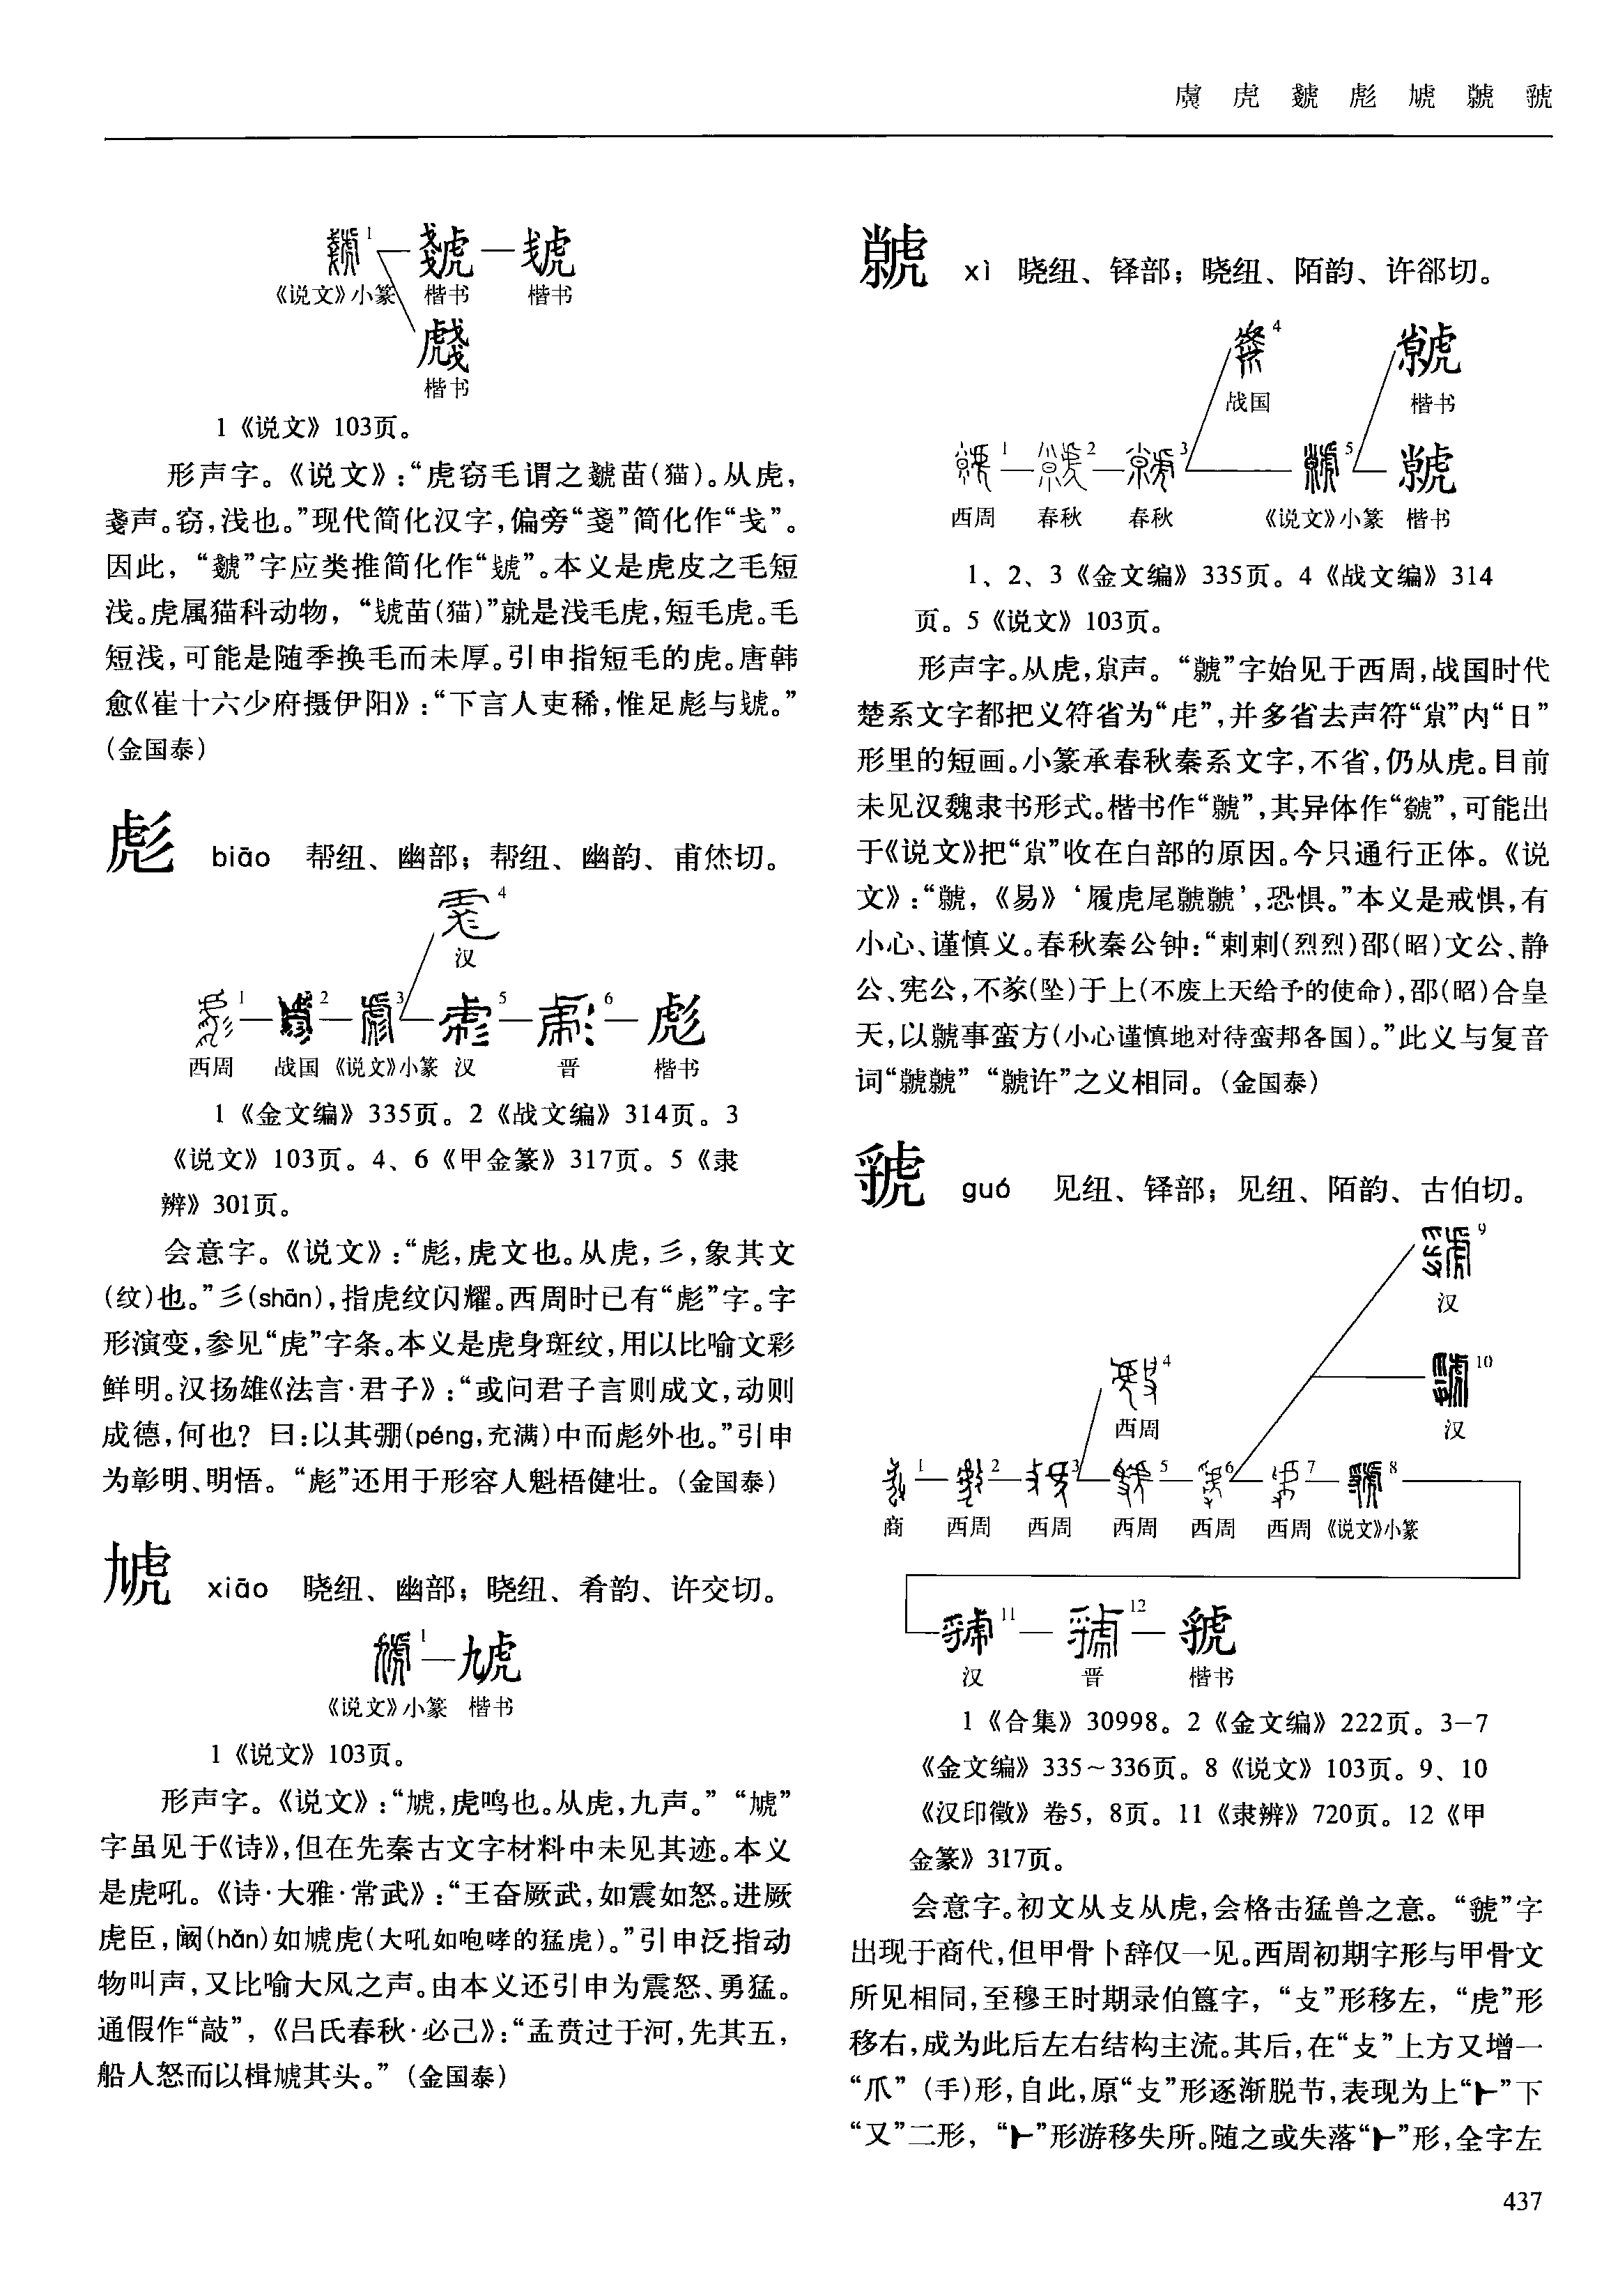 虞 虎 虦 彪 虓 虩 虢
1
《说文》小篆 楷书 楷书
楷书
1《说文》103页。
形声字。《说文》：“虎窃毛谓之虦苗(猫)。从虎，
戔声。窃，浅也。”现代简化汉字，偏旁“戔”简化作“戋”。
因此，“虦”字应类推简化作“𫊻”。本义是虎皮之毛短
浅。虎属猫科动物，“𫊻苗(猫)”就是浅毛虎，短毛虎。毛
短浅，可能是随季换毛而未厚。引申指短毛的虎。唐韩
愈《崔十六少府摄伊阳》：“下言人吏稀，惟足彪与𫊻。”
(金国泰)
彪 biāo 帮纽、幽部；帮纽、幽韵、甫烋切。
4
汉
1 2 3 5 6 彪
西周 战国《说文》小篆 汉 晋 楷书
1《金文编》335页。2《战文编》314页。3
《说文》103页。4、6《甲金篆》317页。5《隶
辨》301页。
会意字。《说文》：“彪，虎文也。从虎，彡，象其文
(纹)也。”彡(shān)，指虎纹闪耀。西周时已有“彪”字。字
形演变，参见“虎”字条。本义是虎身斑纹，用以比喻文彩
鲜明。汉扬雄《法言·君子》：“或问君子言则成文，动则
成德，何也？曰：以其弸(péng，充满)中而彪外也。”引申
为彰明、明悟。“彪”还用于形容人魁梧健壮。(金国泰)
虓 xiāo 晓纽、幽部；晓纽、肴韵、许交切。
1 虓
《说文》小篆 楷书
1《说文》103页。
形声字。《说文》：“虓，虎鸣也。从虎，九声。”“虓”
字虽见于《诗》，但在先秦古文字材料中未见其迹。本义
是虎吼。《诗·大雅·常武》：“王奋厥武，如震如怒。进厥
虎臣，阚(hǎn)如虓虎(大吼如咆哮的猛虎)。”引申泛指动
物叫声，又比喻大风之声。由本义还引申为震怒、勇猛。
通假作“敲”，《吕氏春秋·必己》：“孟贲过于河，先其五，
船人怒而以楫虓其头。”(金国泰)
虩 xì 晓纽、铎部；晓纽、陌韵、许郤切。
4
战国 楷书
1 2 3 5 虩
西周 春秋 春秋 《说文》小篆 楷书
1、2、3《金文编》335页。4《战文编》314
页。5《说文》103页。
形声字。从虎，𡭴声。“虩”字始见于西周，战国时代
楚系文字都把义符省为“虍”，并多省去声符“𡭴”内“日”
形里的短画。小篆承春秋秦系文字，不省，仍从虎。目前
未见汉魏隶书形式。楷书作“虩”，其异体作“”，可能出
于《说文》把“𡭴”收在白部的原因。今只通行正体。《说
文》：“虩，《易》‘履虎尾虩虩’，恐惧。”本义是戒惧，有
小心、谨慎义。春秋秦公钟：“剌剌(烈烈)邵(昭)文公、静
公、宪公，不㒸(坠)于上(不废上天给予的使命)，邵(昭)合皇
天，以虩事蛮方(小心谨慎地对待蛮邦各国)。”此义与复音
词“虩虩”“虩许”之义相同。(金国泰)
虢 guó 见纽、铎部；见纽、陌韵、古伯切。
9
汉
10
汉
4
西周
1 2 3 5 6 7 8
商 西周 西周 西周 西周 西周《说文》小篆
11 12 虢
汉 晋 楷书
1《合集》30998。2《金文编》222页。3–7
《金文编》335～336页。8《说文》103页。9、10
《汉印徵》卷5，8页。11《隶辨》720页。12《甲
金篆》317页。
会意字。初文从攴从虎，会格击猛兽之意。“虢”字
出现于商代，但甲骨卜辞仅一见。西周初期字形与甲骨文
所见相同，至穆王时期录伯簋字，“攴”形移左，“虎”形
移右，成为此后左右结构主流。其后，在“攴”上方又增一
“爪”(手)形，自此，原“攴”形逐渐脱节，表现为上“⺊”下
“又”二形，“⺊”形游移失所。随之或失落“⺊”形，全字左
437